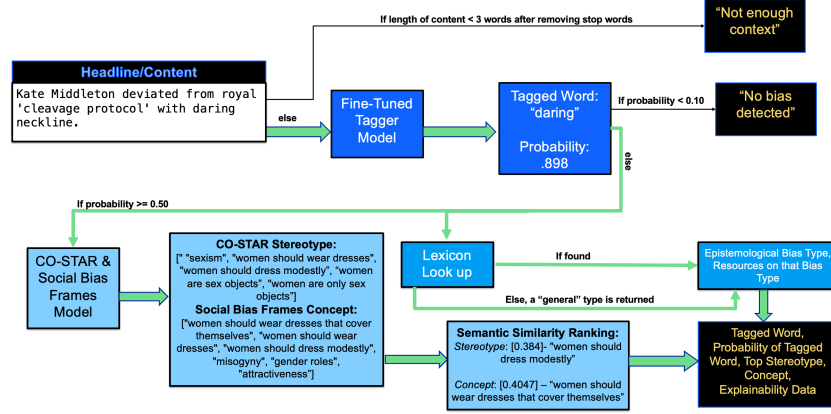 If length of content < 3 words after removing stop words
“Not enough
context”
Headline/Content
Kate Middleton deviated from royal
'cleavage protocol' with daring
neckline.
else
Fine-Tuned
Tagger
Model
Tagged Word:
“daring”
Probability:
.898
If probability < 0.10
“No bias
detected”
else
If probability >= 0.50
CO-STAR &
Social Bias
Frames
Model
CO-STAR Stereotype:
[" "sexism", "women should wear dresses",
"women should dress modestly", “women
are sex objects", "women are only sex
objects”]
Social Bias Frames Concept:
["women should wear dresses that cover
themselves", "women should wear
dresses", "women should dress modestly",
"misogyny", "gender roles",
"attractiveness"]
Lexicon
Look up
If found
Else, a “general” type is returned
Epistemological Bias Type,
Resources on that Bias
Type
Semantic Similarity Ranking:
Stereotype: [0.384]- “women should
dress modestly”
Concept: [0.4047] – “women should
wear dresses that cover themselves”
Tagged Word,
Probability of Tagged
Word, Top Stereotype,
Concept,
Explainability Data